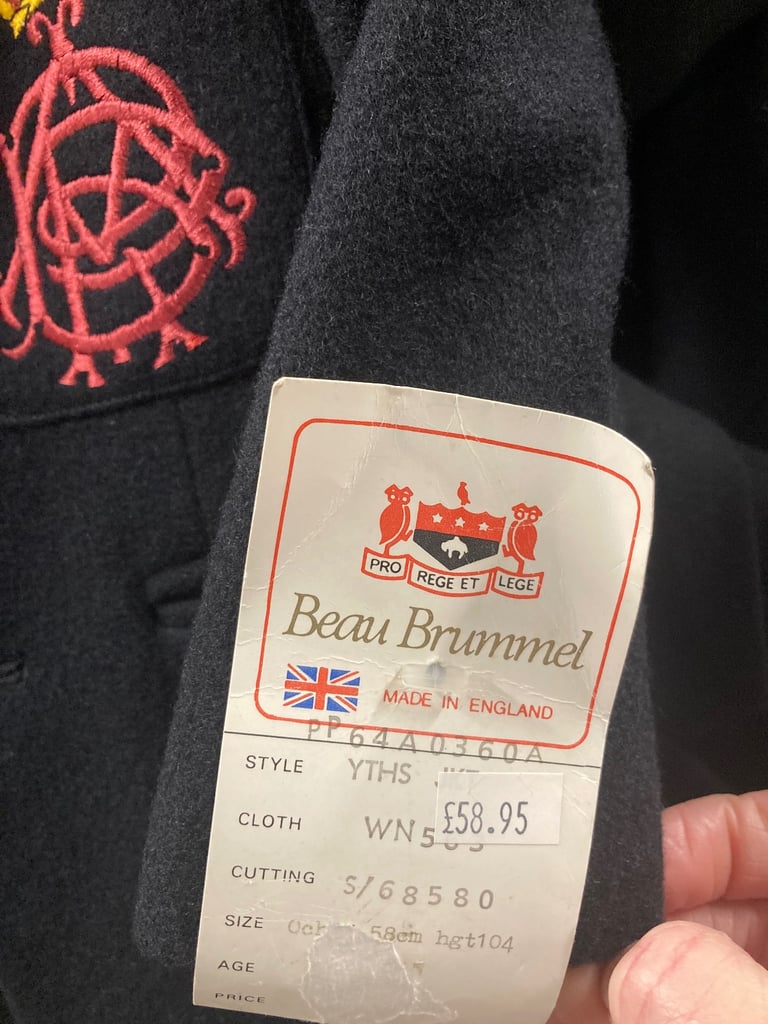 PRO REGE ET LEGE
Beau Brummel
MADE IN ENGLAND
PP64A0360A
STYLE YTHS
£58.95
CLOTH
CUTTING S/68580
SIZE 58cm hgt104
AGE
PRICE